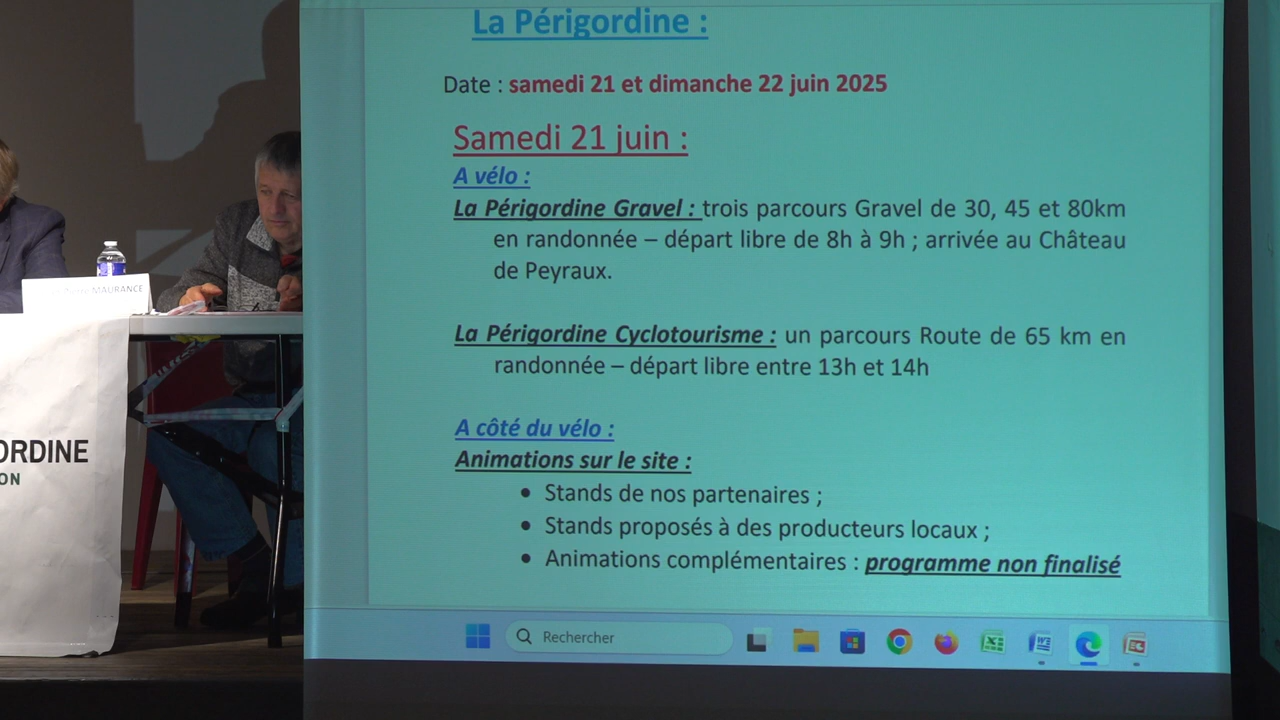 La Périgordine :
Date : samedi 21 et dimanche 22 juin 2025
Samedi 21 juin :
A vélo :
La Périgordine Gravel : trois parcours Gravel de 30, 45 et 80km
en randonnée – départ libre de 8h à 9h ; arrivée au Château
de Peyraux.
La Périgordine Cyclotourisme : un parcours Route de 65 km en
randonnée – départ libre entre 13h et 14h
A côté du vélo :
Animations sur le site :
• Stands de nos partenaires ;
• Stands proposés à des producteurs locaux ;
• Animations complémentaires : programme non finalisé
Rechercher
MAURANCE
ORDINE
ON